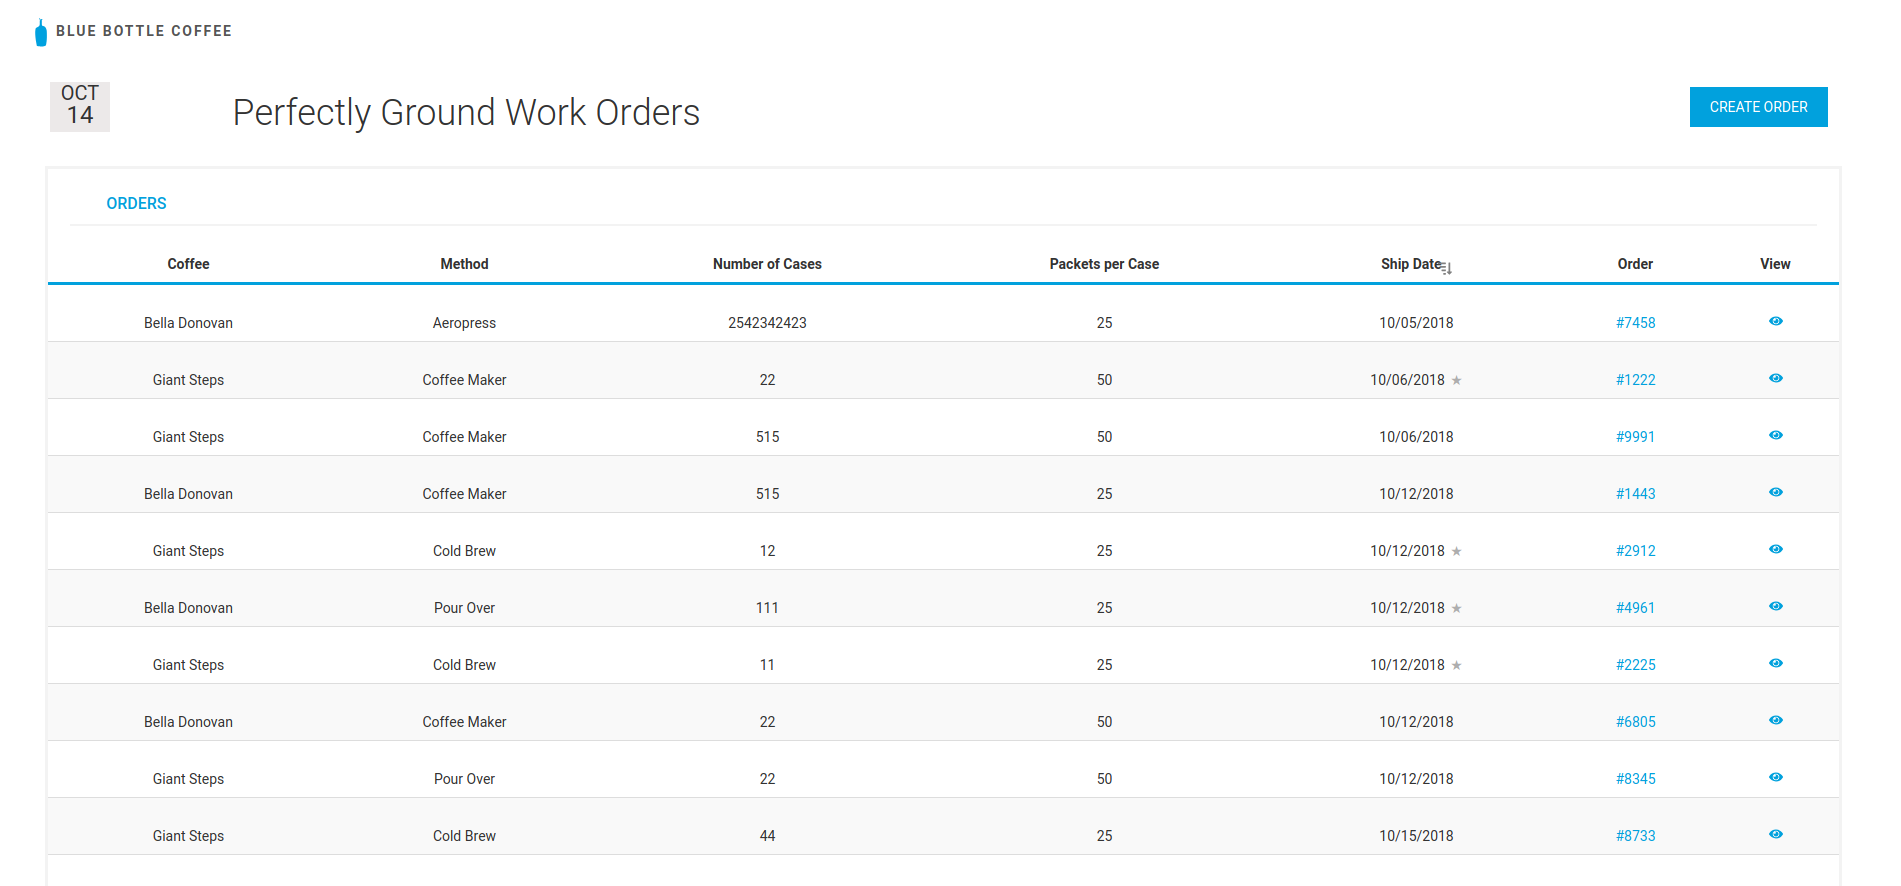 BLUE BOTTLE COFFEE
OCT
14
Perfectly Ground Work Orders
CREATE ORDER
ORDERS
Coffee Method Number of Cases Packets per Case Ship Date Order View
Bella Donovan Aeropress 2542342423 25 10/05/2018 #7458
Giant Steps Coffee Maker 22 50 10/06/2018 ★ #1222
Giant Steps Coffee Maker 515 50 10/06/2018 #9991
Bella Donovan Coffee Maker 515 25 10/12/2018 #1443
Giant Steps Cold Brew 12 25 10/12/2018 ★ #2912
Bella Donovan Pour Over 111 25 10/12/2018 ★ #4961
Giant Steps Cold Brew 11 25 10/12/2018 ★ #2225
Bella Donovan Coffee Maker 22 50 10/12/2018 #6805
Giant Steps Pour Over 22 50 10/12/2018 #8345
Giant Steps Cold Brew 44 25 10/15/2018 #8733